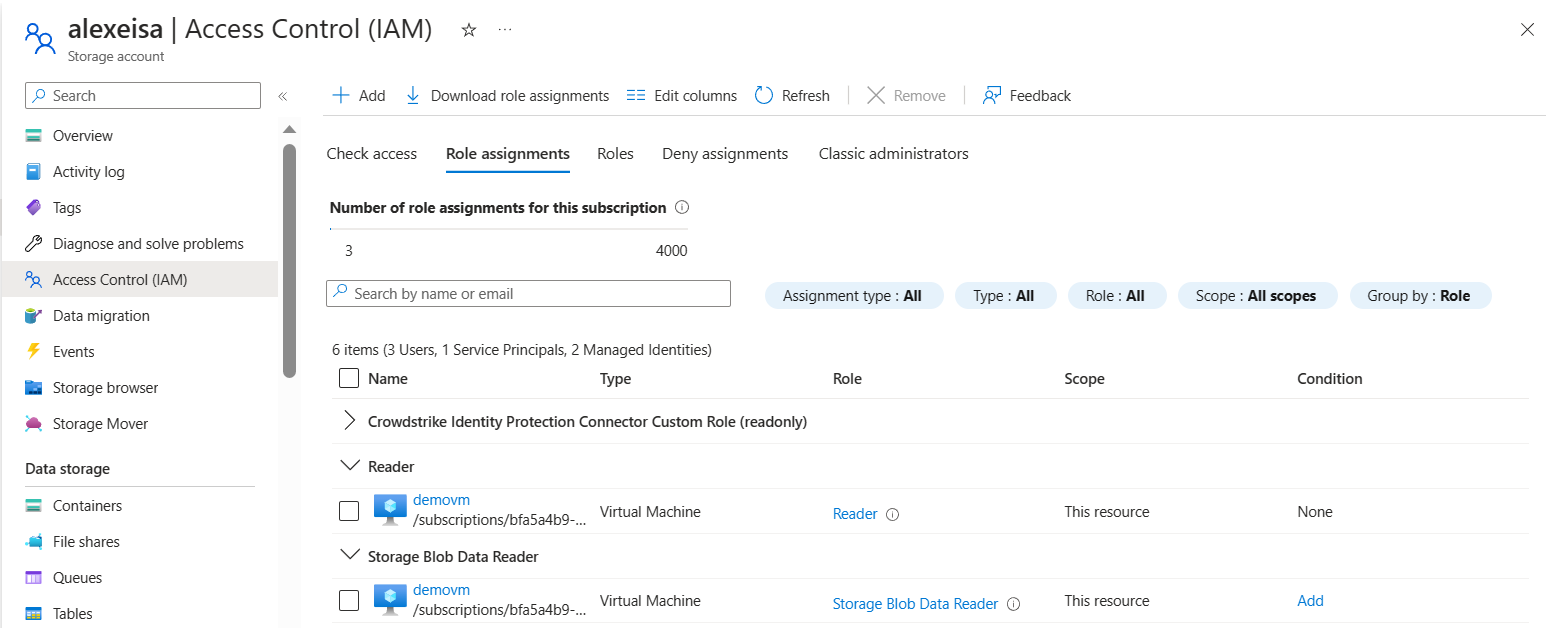 alexeisa | Access Control (IAM)
Storage account
Search
Overview
Activity log
Tags
Diagnose and solve problems
Access Control (IAM)
Data migration
Events
Storage browser
Storage Mover
Data storage
Containers
File shares
Queues
Tables
Add
Download role assignments
Edit columns
Refresh
Remove
Feedback
Check access
Role assignments
Roles
Deny assignments
Classic administrators
Number of role assignments for this subscription
3
4000
Search by name or email
Assignment type : All
Type : All
Role : All
Scope : All scopes
Group by : Role
6 items (3 Users, 1 Service Principals, 2 Managed Identities)
Name
Type
Role
Scope
Condition
Crowdstrike Identity Protection Connector Custom Role (readonly)
Reader
demovm
/subscriptions/bfa5a4b9-...
Virtual Machine
Reader
This resource
None
Storage Blob Data Reader
demovm
/subscriptions/bfa5a4b9-...
Virtual Machine
Storage Blob Data Reader
This resource
Add